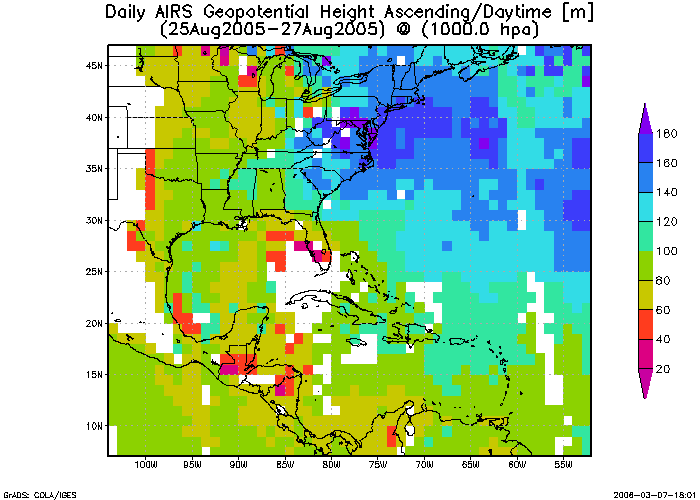 Daily AIRS Geopotential Height Ascending/Daytime [m]
(25Aug2005-27Aug2005) @ (1000.0 hpa)
45N
40N
35N
30N
25N
20N
15N
10N
100W 95W 90W 85W 80W 75W 70W 65W 60W 55W
180
160
140
120
100
80
60
40
20
GrADS: COLA/IGES
2006-03-07-15:01